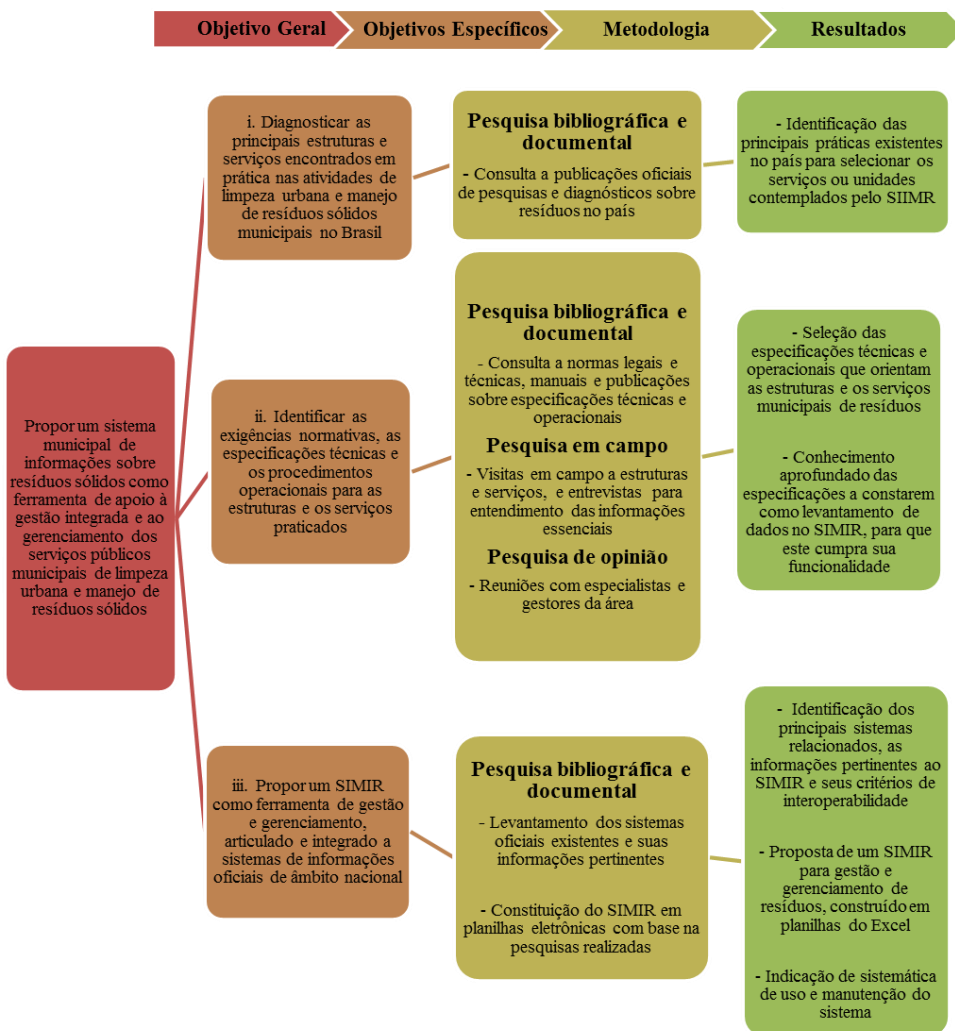 Objetivo Geral
Objetivos Específicos
Metodologia
Resultados
Propor um sistema
municipal de
informações sobre
resíduos sólidos como
ferramenta de apoio à
gestão integrada e ao
gerenciamento dos
serviços públicos
municipais de limpeza
urbana e manejo de
resíduos sólidos
i. Diagnosticar as
principais estruturas e
serviços encontrados em
prática nas atividades de
limpeza urbana e manejo
de resíduos sólidos
municipais no Brasil
Pesquisa bibliográfica e
documental
- Consulta a publicações oficiais
de pesquisas e diagnósticos sobre
resíduos no país
- Identificação das
principais práticas existentes
no país para selecionar os
serviços ou unidades
contemplados pelo SIIMR
ii. Identificar as
exigências normativas, as
especificações técnicas e
os procedimentos
operacionais para as
estruturas e os serviços
praticados
Pesquisa bibliográfica e
documental
- Consulta a normas legais e
técnicas, manuais e publicações
sobre especificações técnicas e
operacionais
Pesquisa em campo
- Visitas em campo a estruturas
e serviços, e entrevistas para
entendimento das informações
essenciais
Pesquisa de opinião
- Reuniões com especialistas e
gestores da área
- Seleção das
especificações técnicas e
operacionais que orientam
as estruturas e os serviços
municipais de resíduos
- Conhecimento
aprofundado das
especificações a constarem
como levantamento de
dados no SIMIR, para que
este cumpra sua
funcionalidade
iii. Propor um SIMIR
como ferramenta de gestão
e gerenciamento,
articulado e integrado a
sistemas de informações
oficiais de âmbito nacional
Pesquisa bibliográfica e
documental
- Levantamento dos sistemas
oficiais existentes e suas
informações pertinentes
- Constituição do SIMIR em
planilhas eletrônicas com base na
pesquisas realizadas
- Identificação dos
principais sistemas
relacionados, as
informações pertinentes ao
SIMIR e seus critérios de
interoperabilidade
- Proposta de um SIMIR
para gestão e
gerenciamento de
resíduos, construído em
planilhas do Excel
- Indicação de sistemática
de uso e manutenção do
sistema